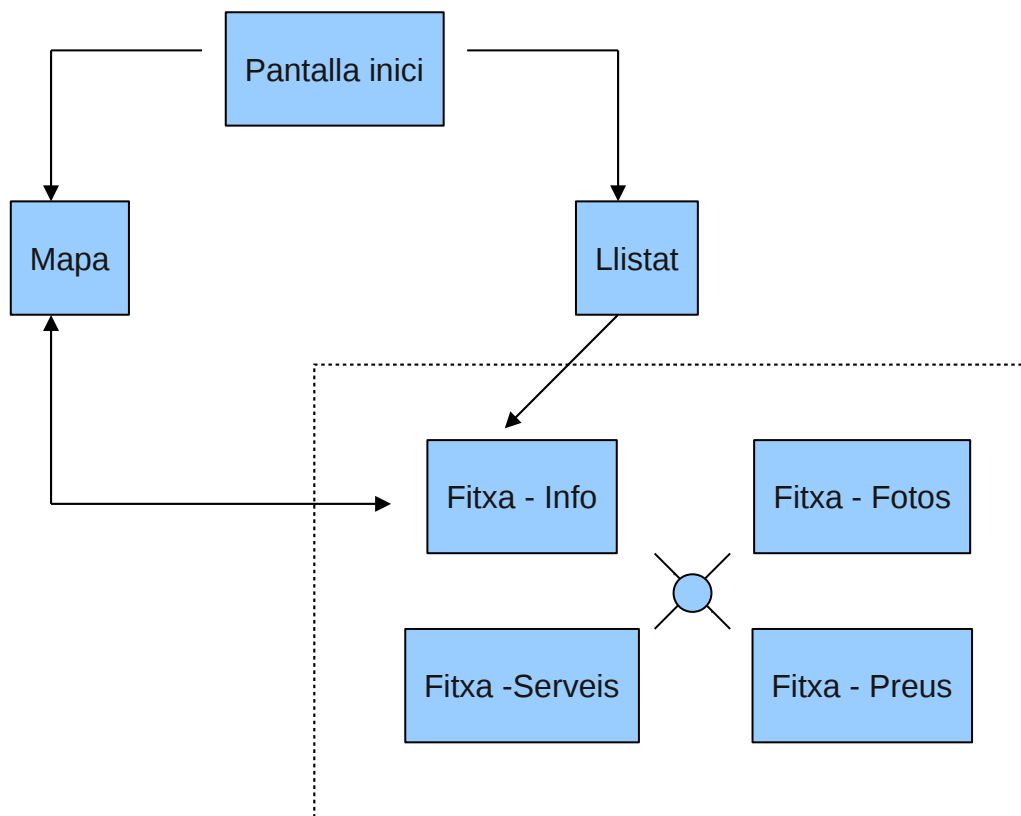 Pantalla inici
Mapa
Llistat
Fitxa - Info
Fitxa - Fotos
Fitxa -Serveis
Fitxa - Preus